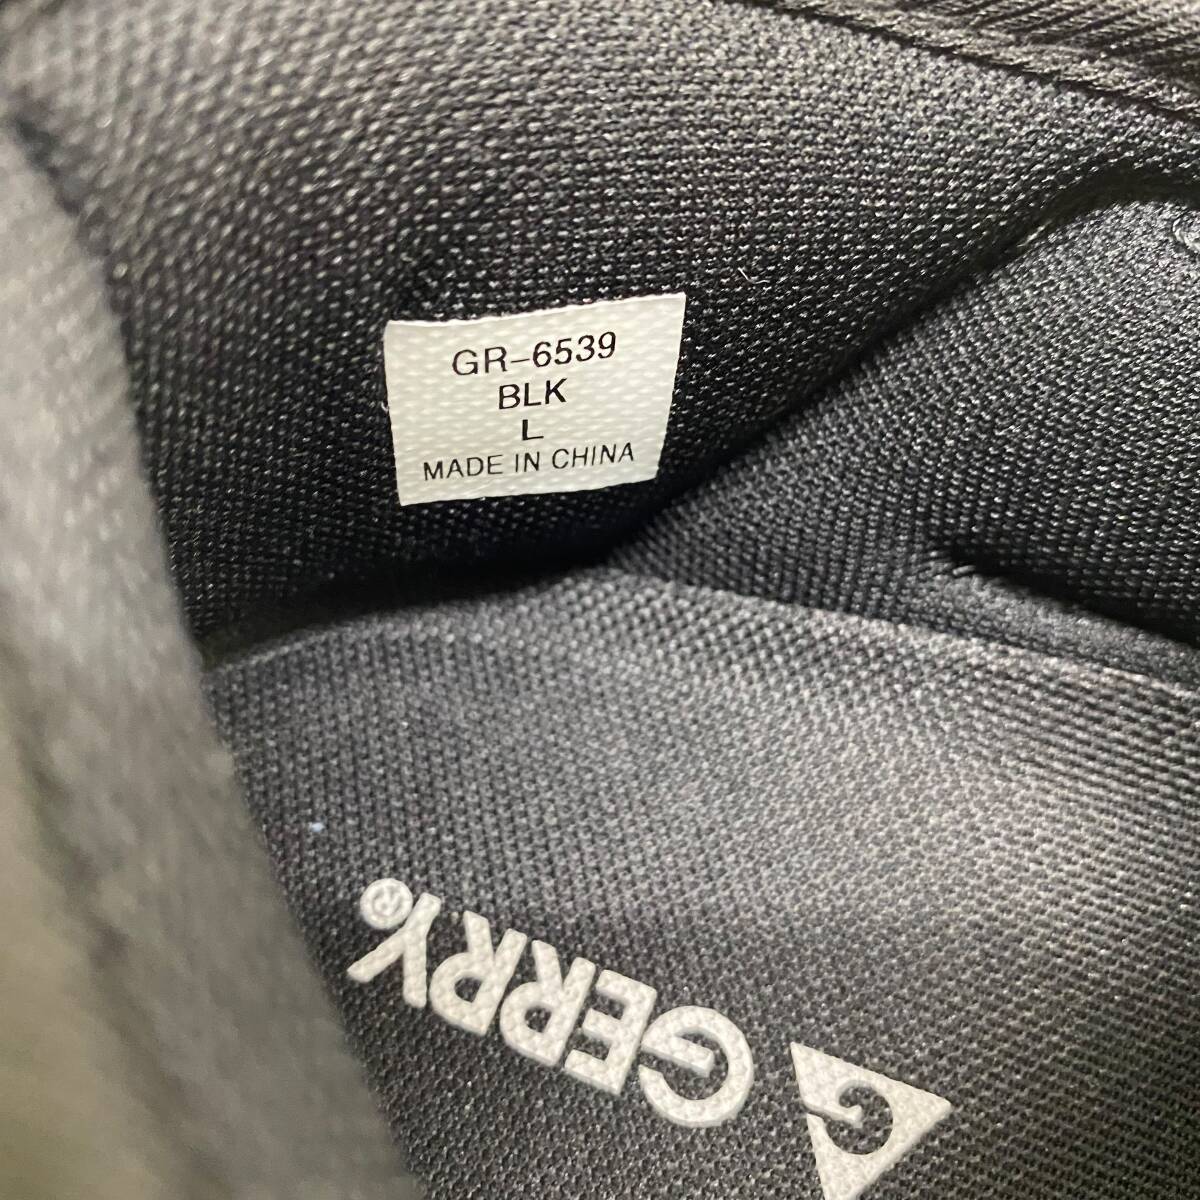 GR-6539
BLK
L
MADE IN CHINA
GERRY®
G